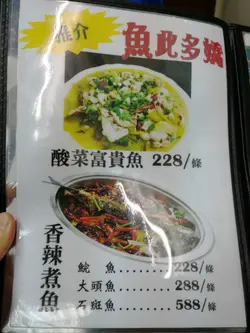 推介
魚此多嬌
酸菜富貴魚 228/條
香辣煮魚
鯇魚........228/條
大頭魚......288/條
石斑魚......588/條